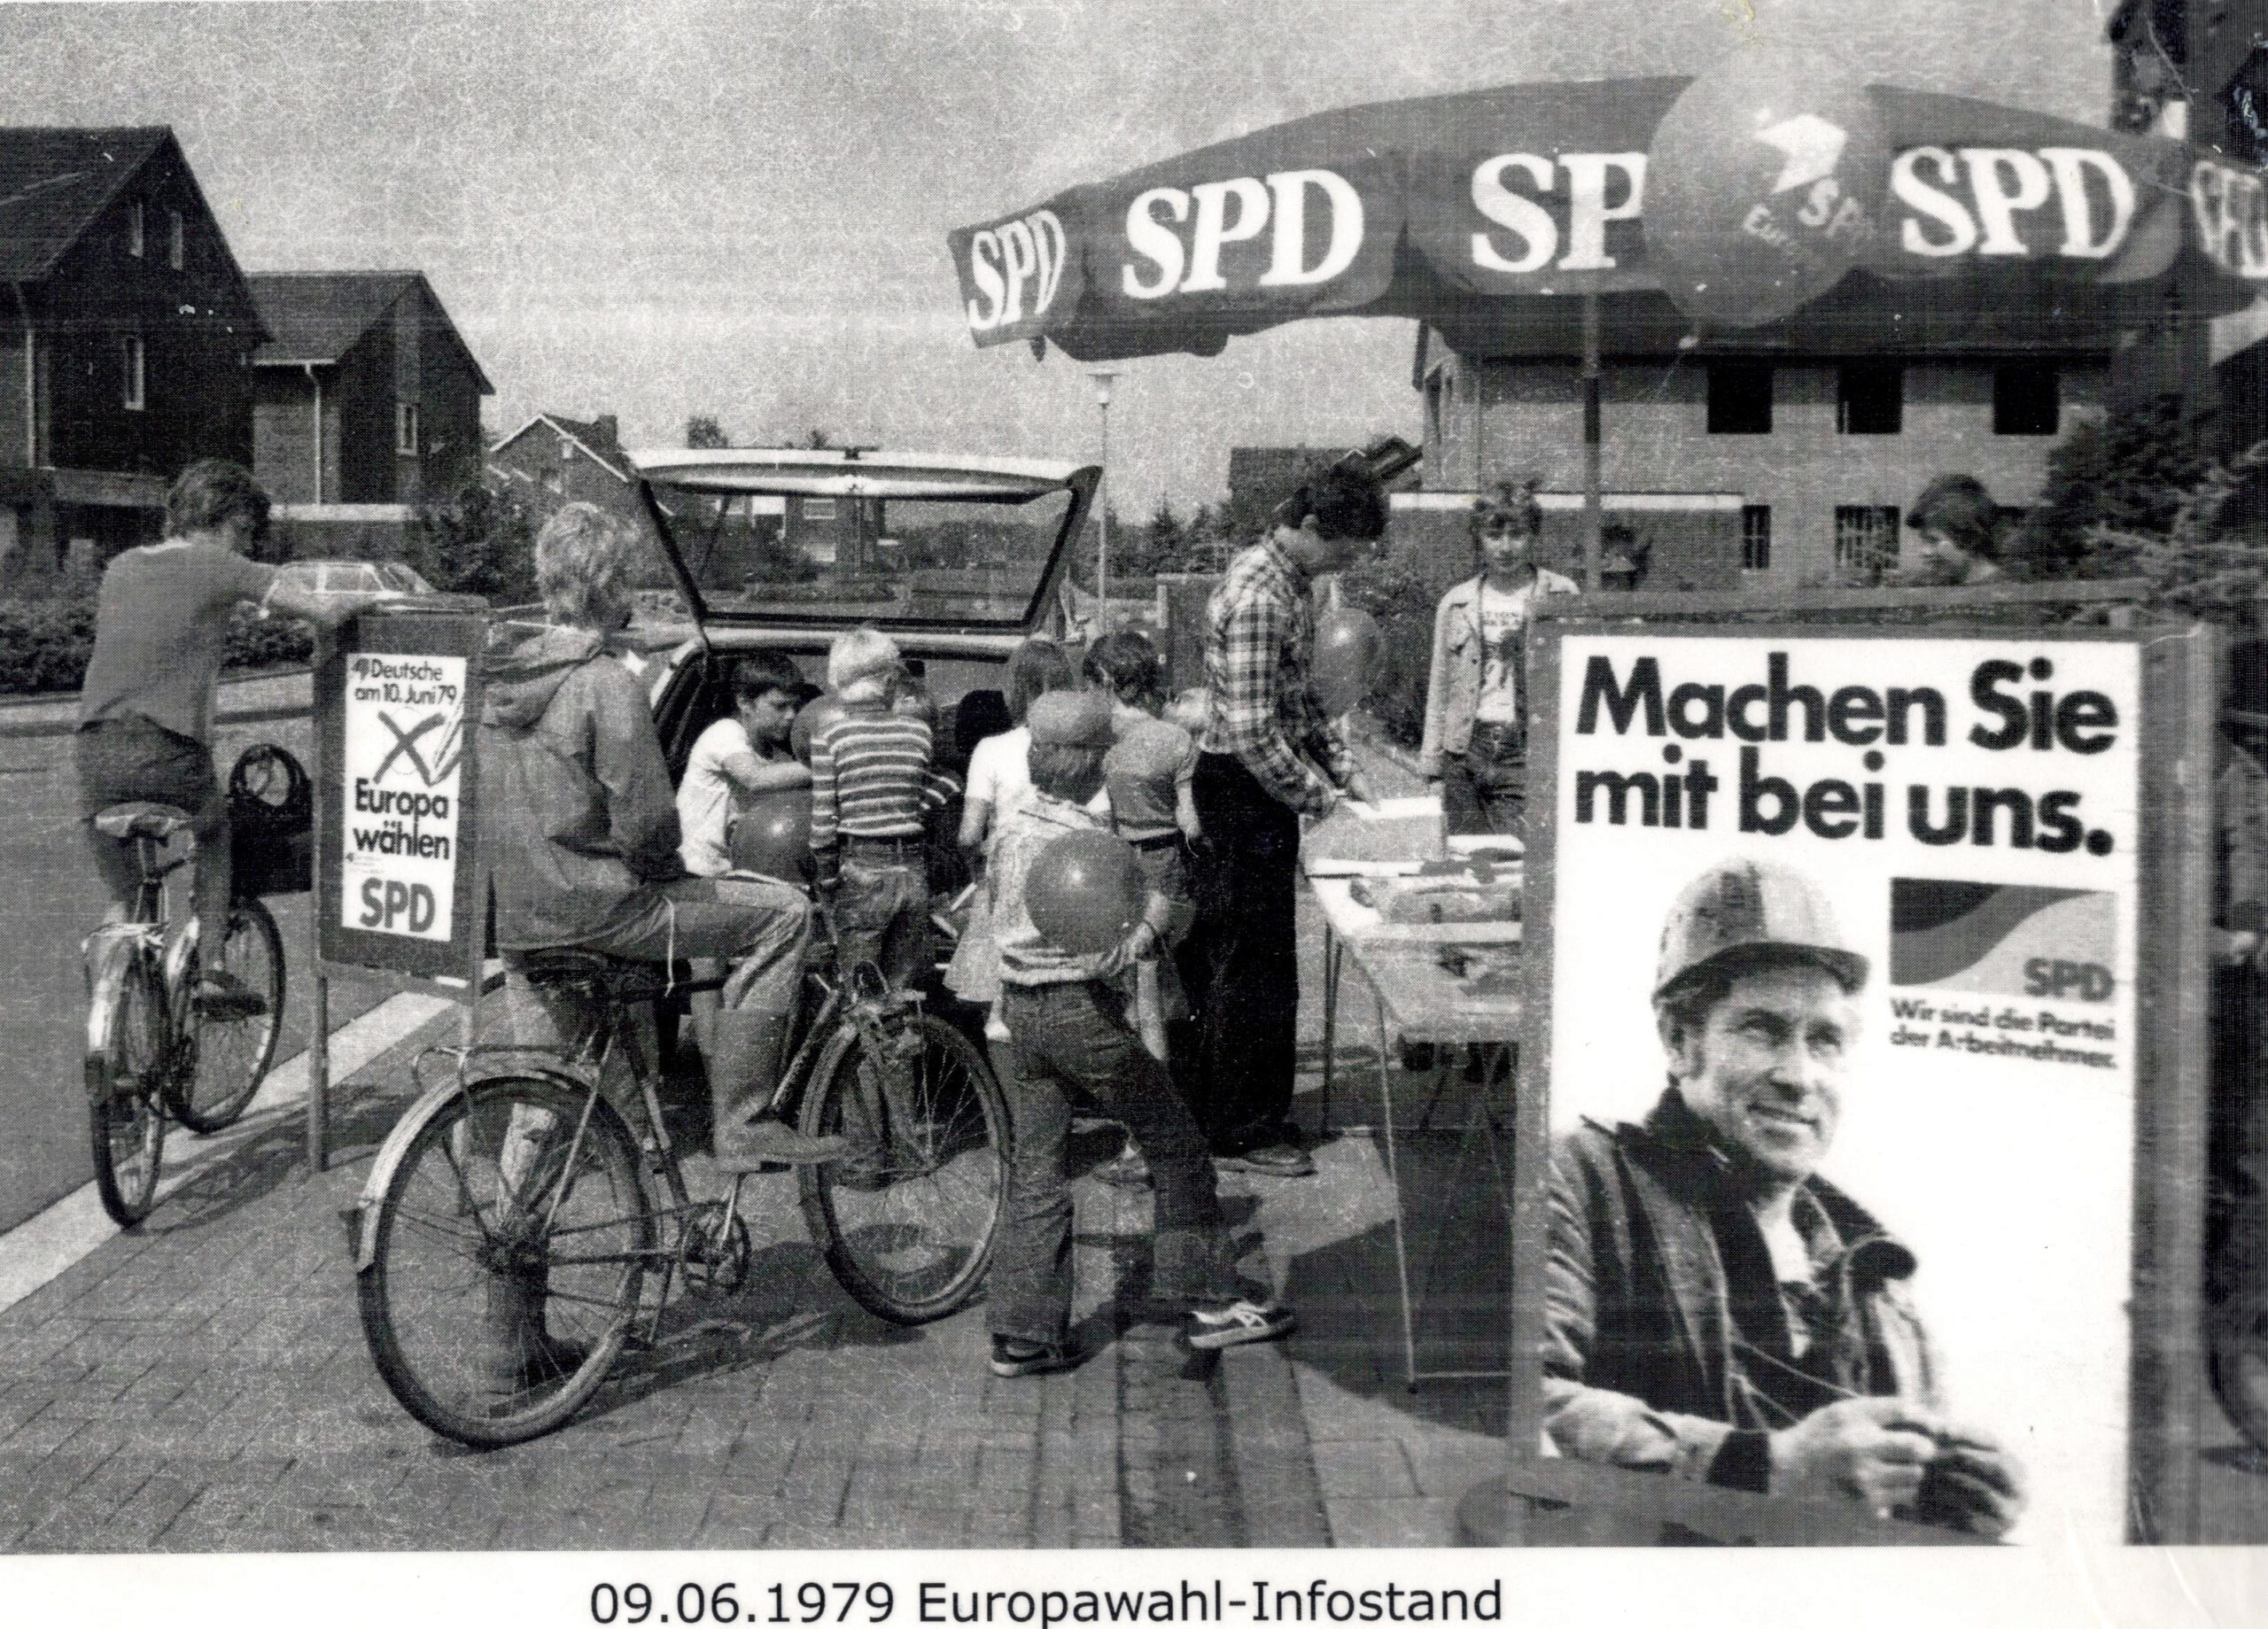 SPD
SPD
SP
SPD
SPD
Deutsche
am 10. Juni 79
Europa
wählen
SPD
Machen Sie
mit bei uns.
SPD
Wir sind die Partei
der Arbeitnehmer.
09.06.1979 Europawahl-Infostand